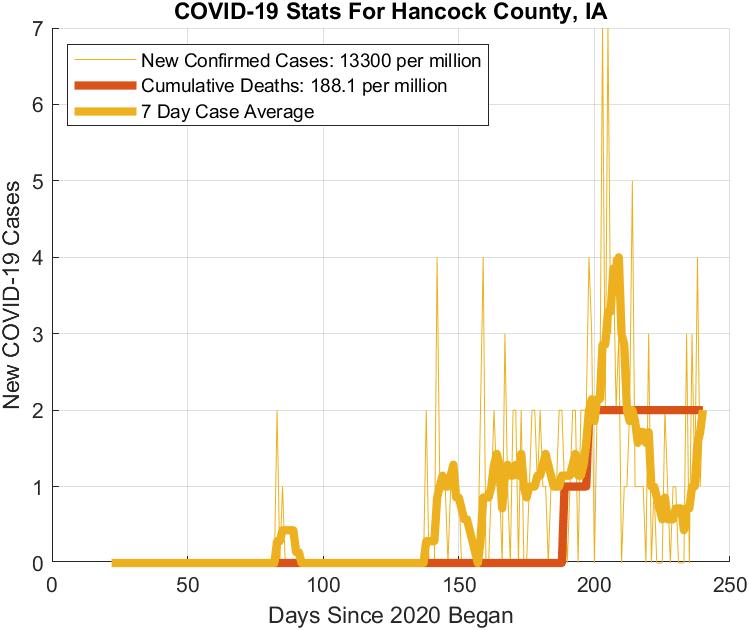 COVID-19 Stats For Hancock County, IA
New Confirmed Cases: 13300 per million
Cumulative Deaths: 188.1 per million
7 Day Case Average
New COVID-19 Cases
7
6
5
4
3
2
1
0
0 50 100 150 200 250
Days Since 2020 Began